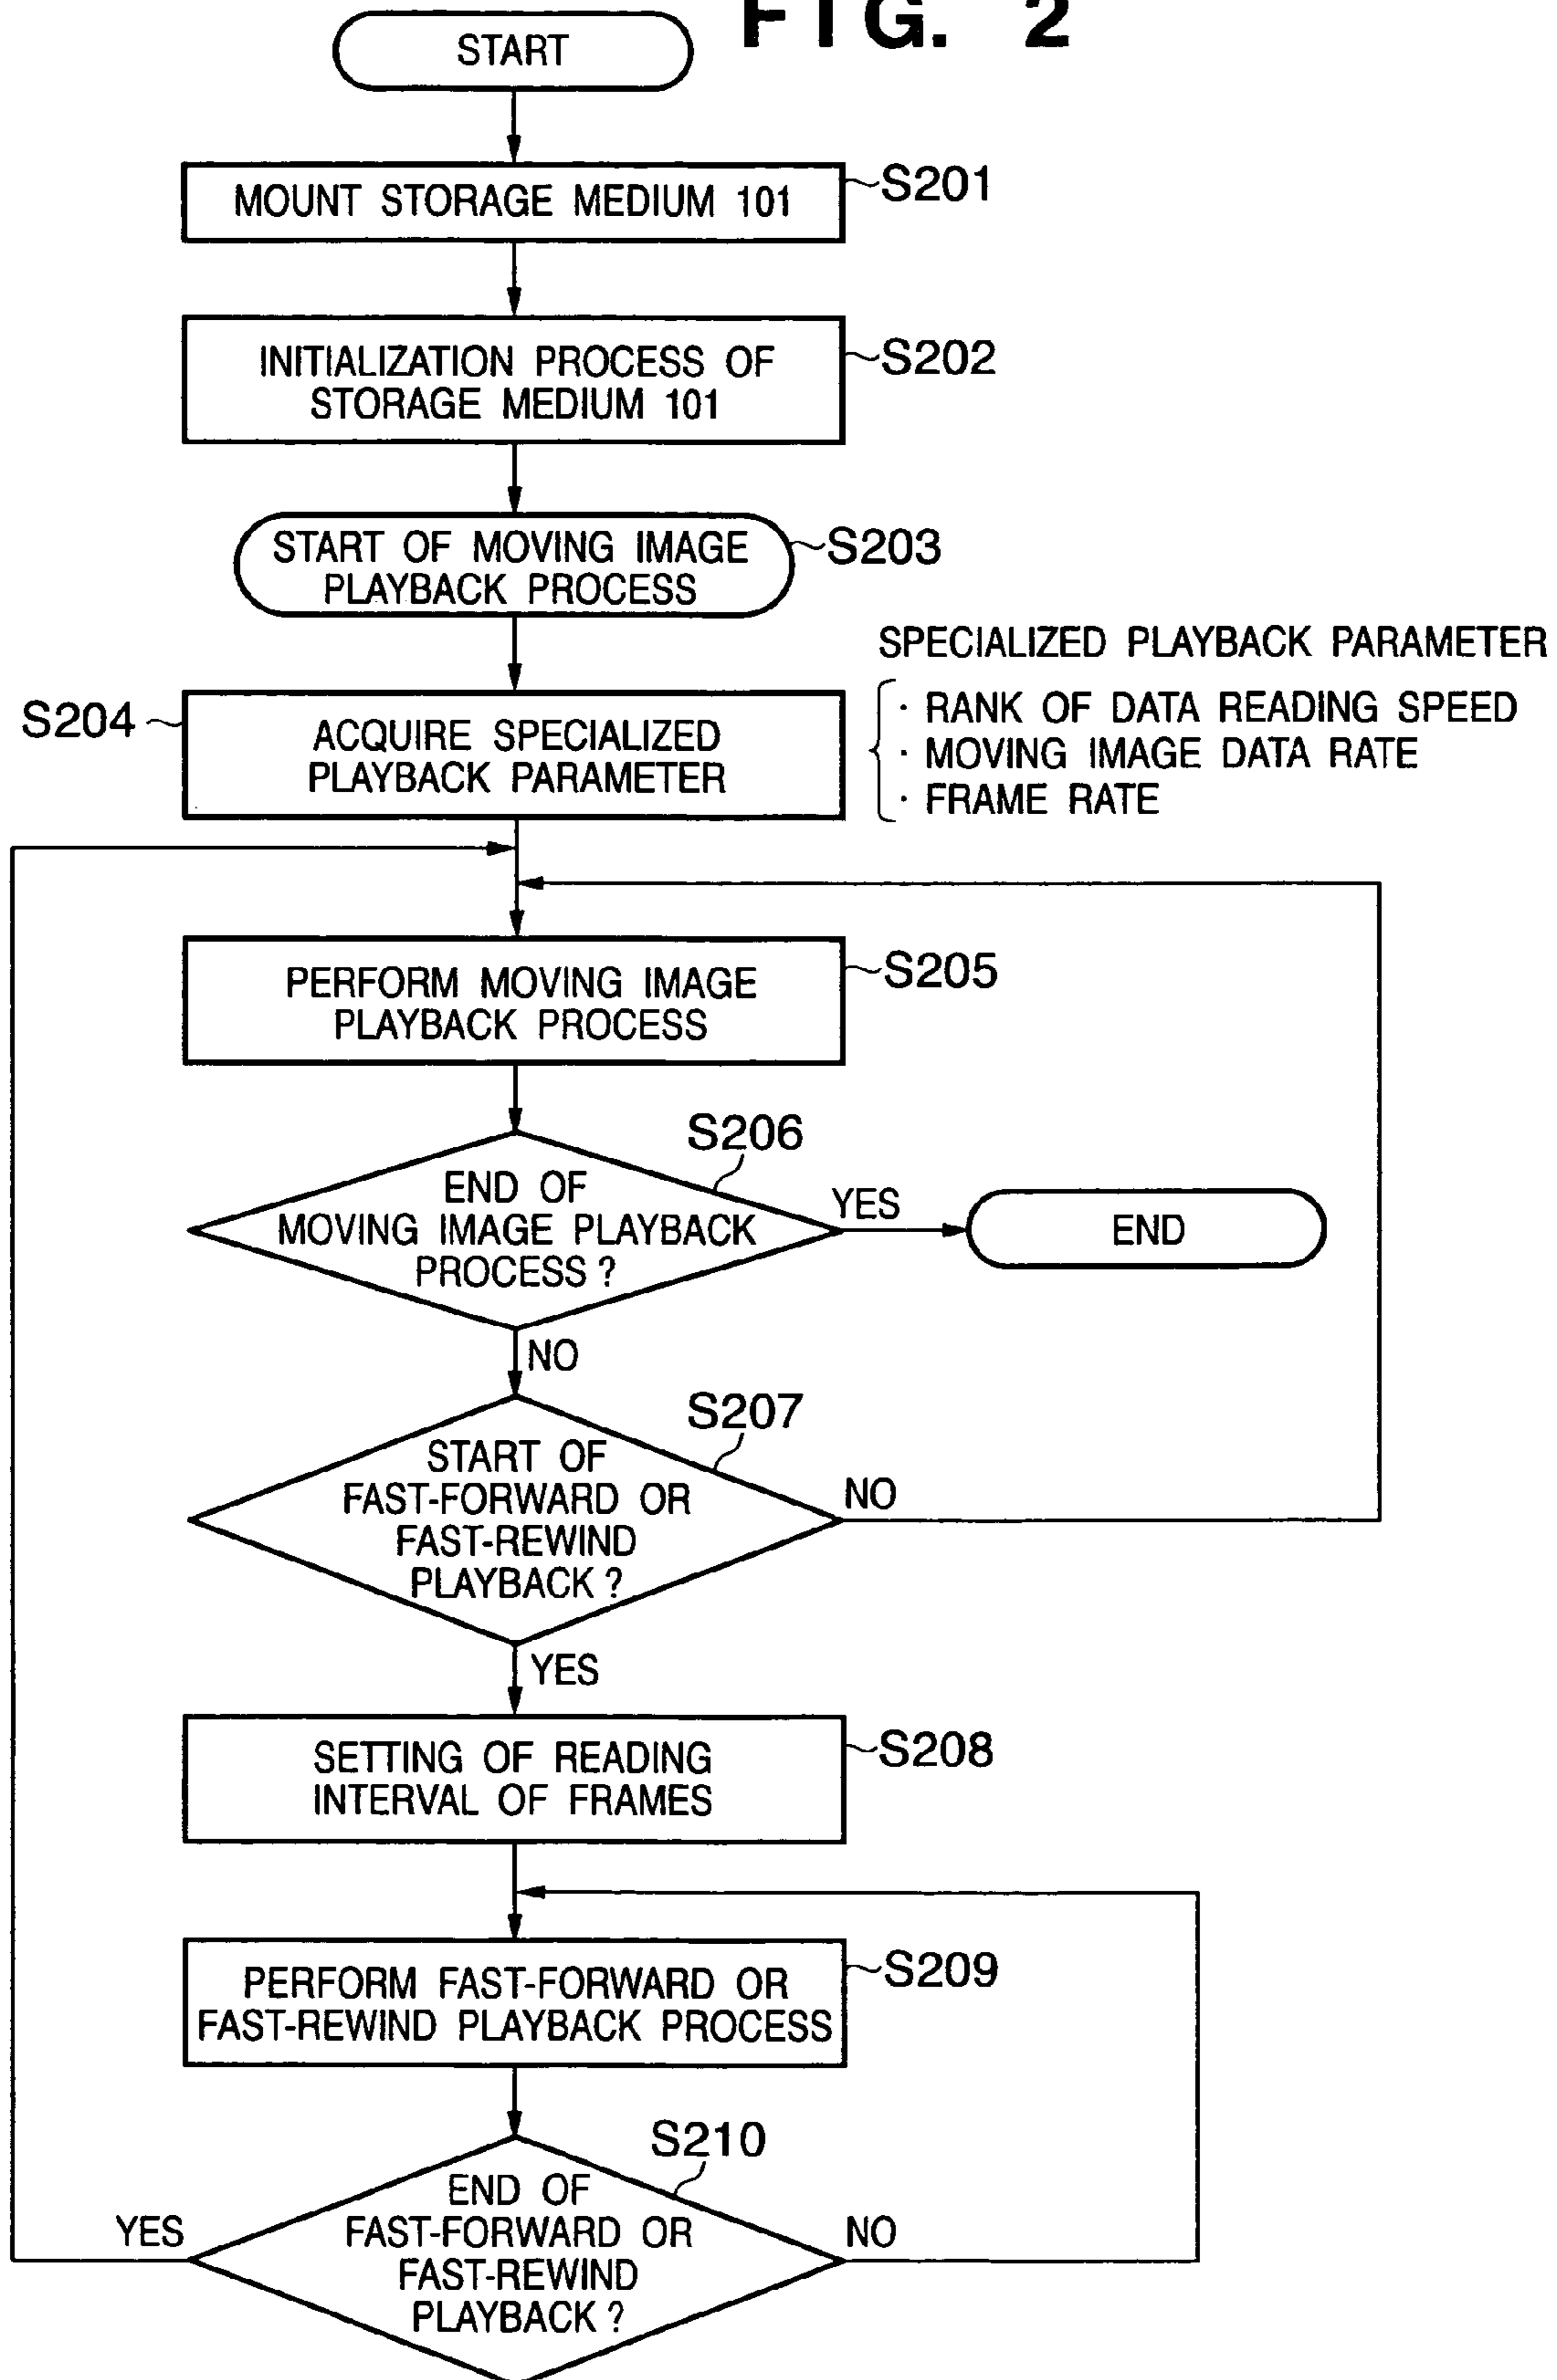 FIG. 2
START
MOUNT STORAGE MEDIUM 101
S201
INITIALIZATION PROCESS OF
STORAGE MEDIUM 101
S202
START OF MOVING IMAGE
PLAYBACK PROCESS
S203
S204
ACQUIRE SPECIALIZED
PLAYBACK PARAMETER
SPECIALIZED PLAYBACK PARAMETER
· RANK OF DATA READING SPEED
· MOVING IMAGE DATA RATE
· FRAME RATE
PERFORM MOVING IMAGE
PLAYBACK PROCESS
S205
S206
END OF
MOVING IMAGE PLAYBACK
PROCESS ?
YES
END
NO
S207
START OF
FAST-FORWARD OR
FAST-REWIND
PLAYBACK ?
NO
YES
SETTING OF READING
INTERVAL OF FRAMES
S208
PERFORM FAST-FORWARD OR
FAST-REWIND PLAYBACK PROCESS
S209
S210
END OF
FAST-FORWARD OR
FAST-REWIND
PLAYBACK ?
YES
NO